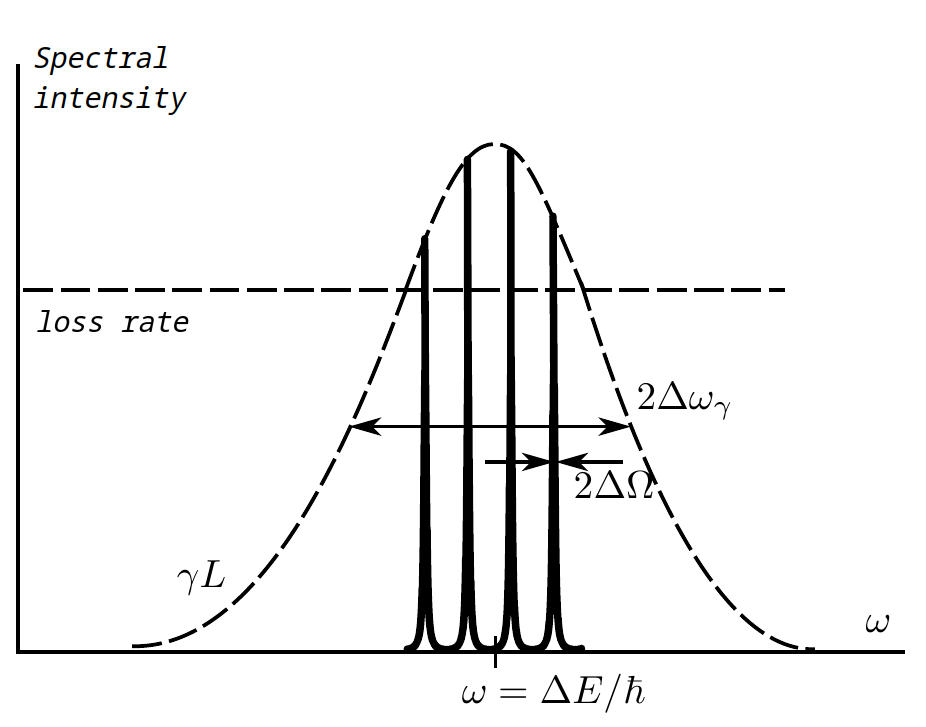 Spectral
intensity
loss rate
2Δω_γ
2ΔΩ
γL
ω
ω = ΔE/ħ